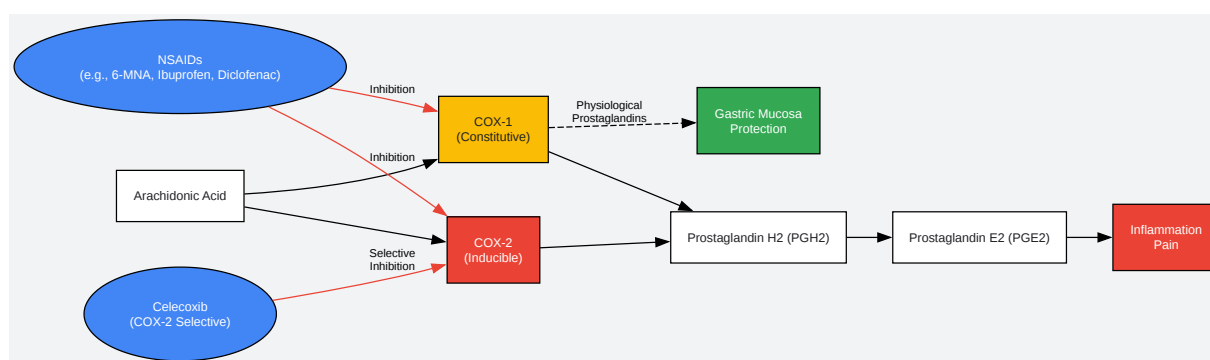 NSAIDs
(e.g., 6-MNA, Ibuprofen, Diclofenac)
Inhibition
COX-1
(Constitutive)
Physiological
Prostaglandins
Gastric Mucosa
Protection
Inhibition
Arachidonic Acid
COX-2
(Inducible)
Prostaglandin H2 (PGH2)
Prostaglandin E2 (PGE2)
Inflammation
Pain
Selective
Inhibition
Celecoxib
(COX-2 Selective)